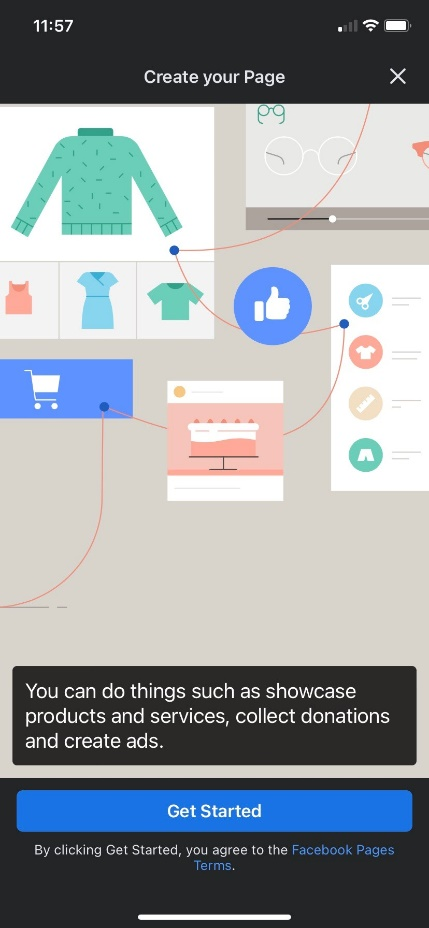 11:57
Create your Page
You can do things such as showcase
products and services, collect donations
and create ads.
Get Started
By clicking Get Started, you agree to the Facebook Pages
Terms.